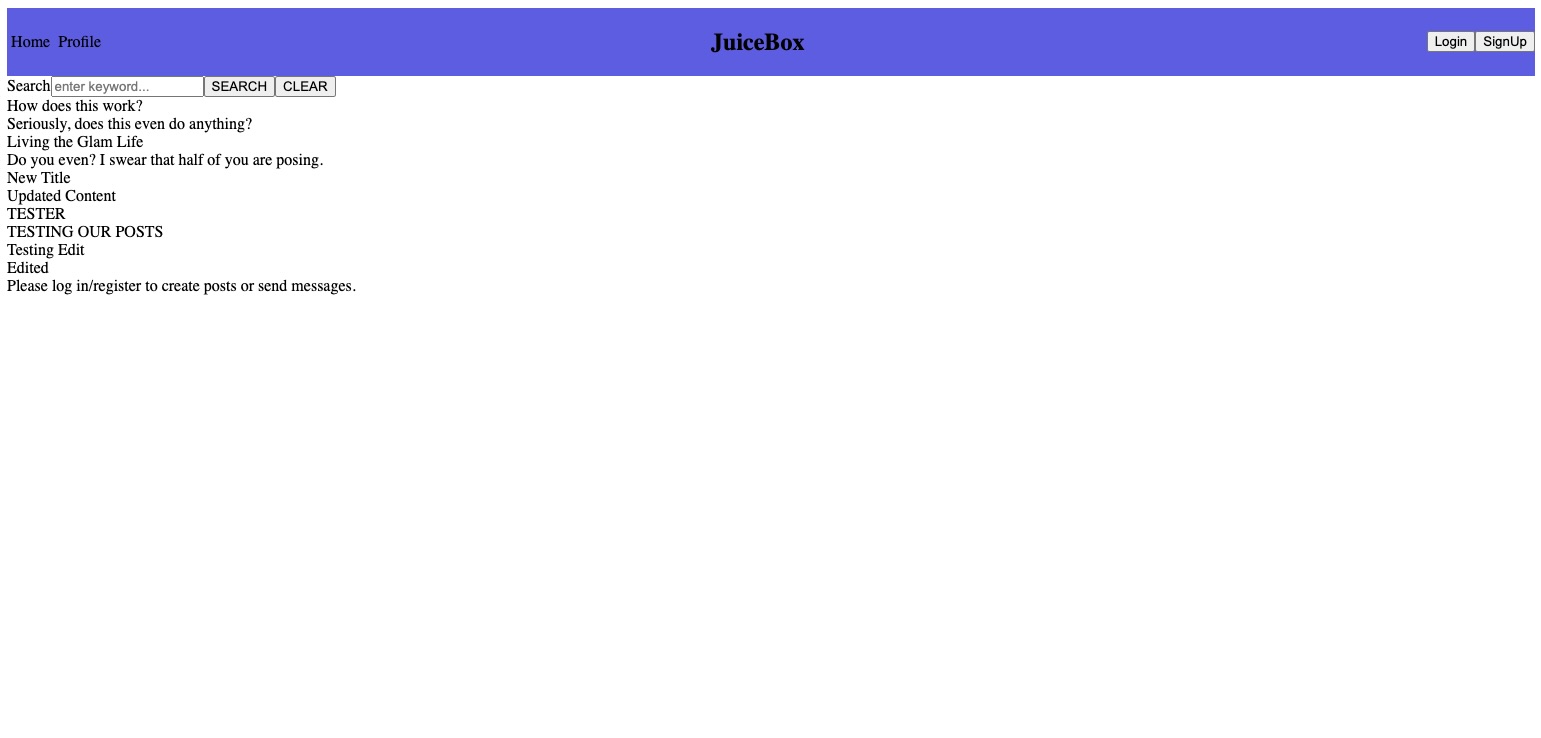 Home Profile JuiceBox Login SignUp
Search enter keyword... SEARCH CLEAR
How does this work?
Seriously, does this even do anything?
Living the Glam Life
Do you even? I swear that half of you are posing.
New Title
Updated Content
TESTER
TESTING OUR POSTS
Testing Edit
Edited
Please log in/register to create posts or send messages.